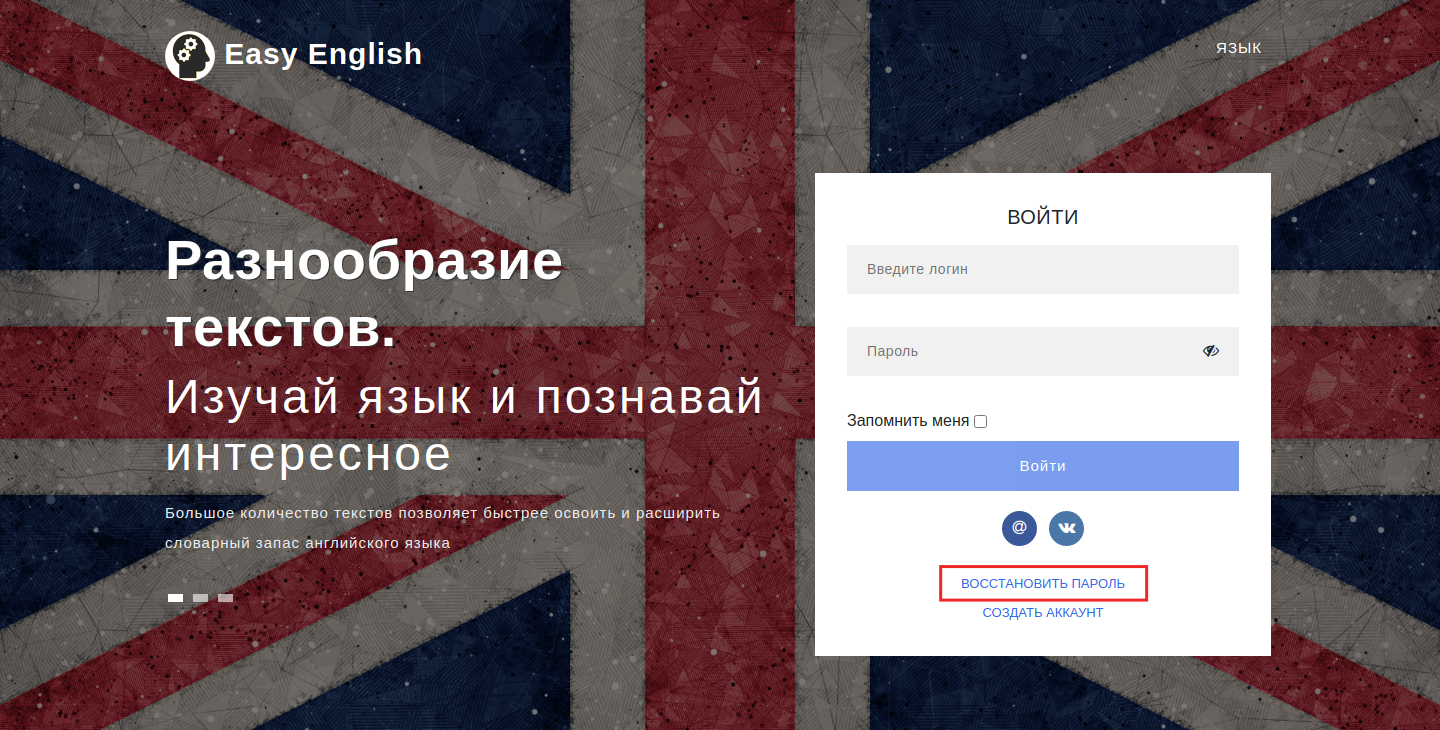 Easy English
ЯЗЫК
Разнообразие
текстов.
Изучай язык и познавай
интересное
Большое количество текстов позволяет быстрее освоить и расширить
словарный запас английского языка
ВОЙТИ
Введите логин
Пароль
Запомнить меня
Войти
@
ВОССТАНОВИТЬ ПАРОЛЬ
СОЗДАТЬ АККАУНТ